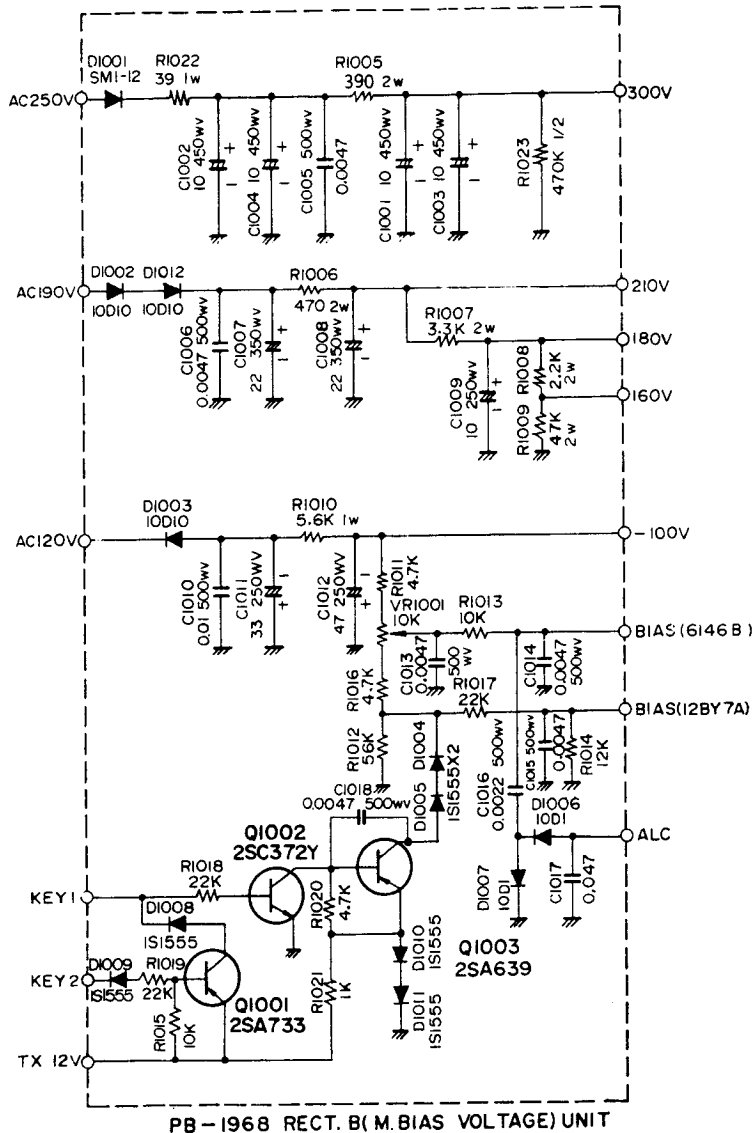 D1001
SM1-12
R1022
39 1w
R1005
390 2w
AC250V
300V
C1002
10 450wv
C1004 10 450wv
C1005 500wv
0.0047
C1001 10 450wv
C1003 10 450wv
R1023
470K 1/2
+
−
+
−
+
−
+
−
D1002
10D10
D1012
10D10
R1006
470 2w
AC190V
210V
C1006
0.0047 500wv
C1007
22 350wv
C1008
22 350wv
+
−
+
−
R1007
3.3K 2w
180V
C1009
10 250wv
+
−
R1008
2.2K
2w
160V
R1009
47K
2w
D1003
10D10
R1010
5.6K 1w
AC120V
-100V
C1010
0.01 500wv
C1011
33 250WV
C1012
47 250WV
−
+
−
+
R1011
4.7K
VR1001
10K
R1013
10K
BIAS(6146B)
C1013
0.0047
500
wv
C1014
0.0047
500wv
R1016
4.7K
R1017
22K
BIAS(12BY7A)
R1012
56K
D1004
D1005
1S1555X2
C1016
0.0022 500wv
C1015 500wv
0.0047
R1014
12K
C1018
0.0047 500wv
D1006
10D1
ALC
Q1002
2SC372Y
D1007
10D1
C1017
0.047
R1018
22K
KEY 1
R1020
4.7K
D1008
1S1555
D1010
1S1555
Q1003
2SA639
D1009
1S1555
R1019
22K
KEY 2
Q1001
2SA733
R1021
1K
D1011
1S1555
R1015
10K
TX 12V
PB-1968 RECT. B(M.BIAS VOLTAGE) UNIT